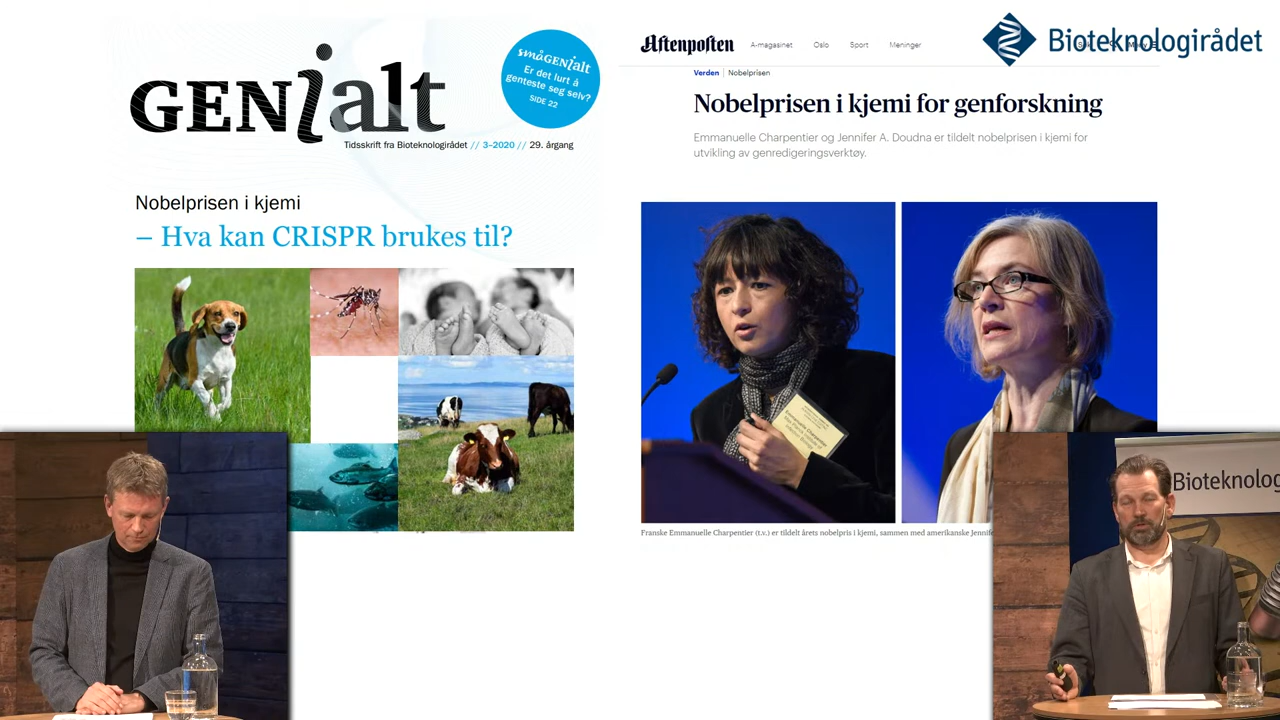 GENialt
småGENialt
Er det lurt å
genteste seg selv?
SIDE 22
Tidsskrift fra Bioteknologirådet // 3-2020 // 29. årgang
Nobelprisen i kjemi
– Hva kan CRISPR brukes til?
Aftenposten
A-magasinet Oslo Sport Meninger
Bioteknologirådet
Verden | Nobelprisen
Nobelprisen i kjemi for genforskning
Emmanuelle Charpentier og Jennifer A. Doudna er tildelt nobelprisen i kjemi for
utvikling av genredigeringsverktøy.
Emmanuelle Charpentier
Franske Emmanuelle Charpentier (t.v.) er tildelt årets nobelpris i kjemi, sammen med amerikanske Jennife
Bioteknolog